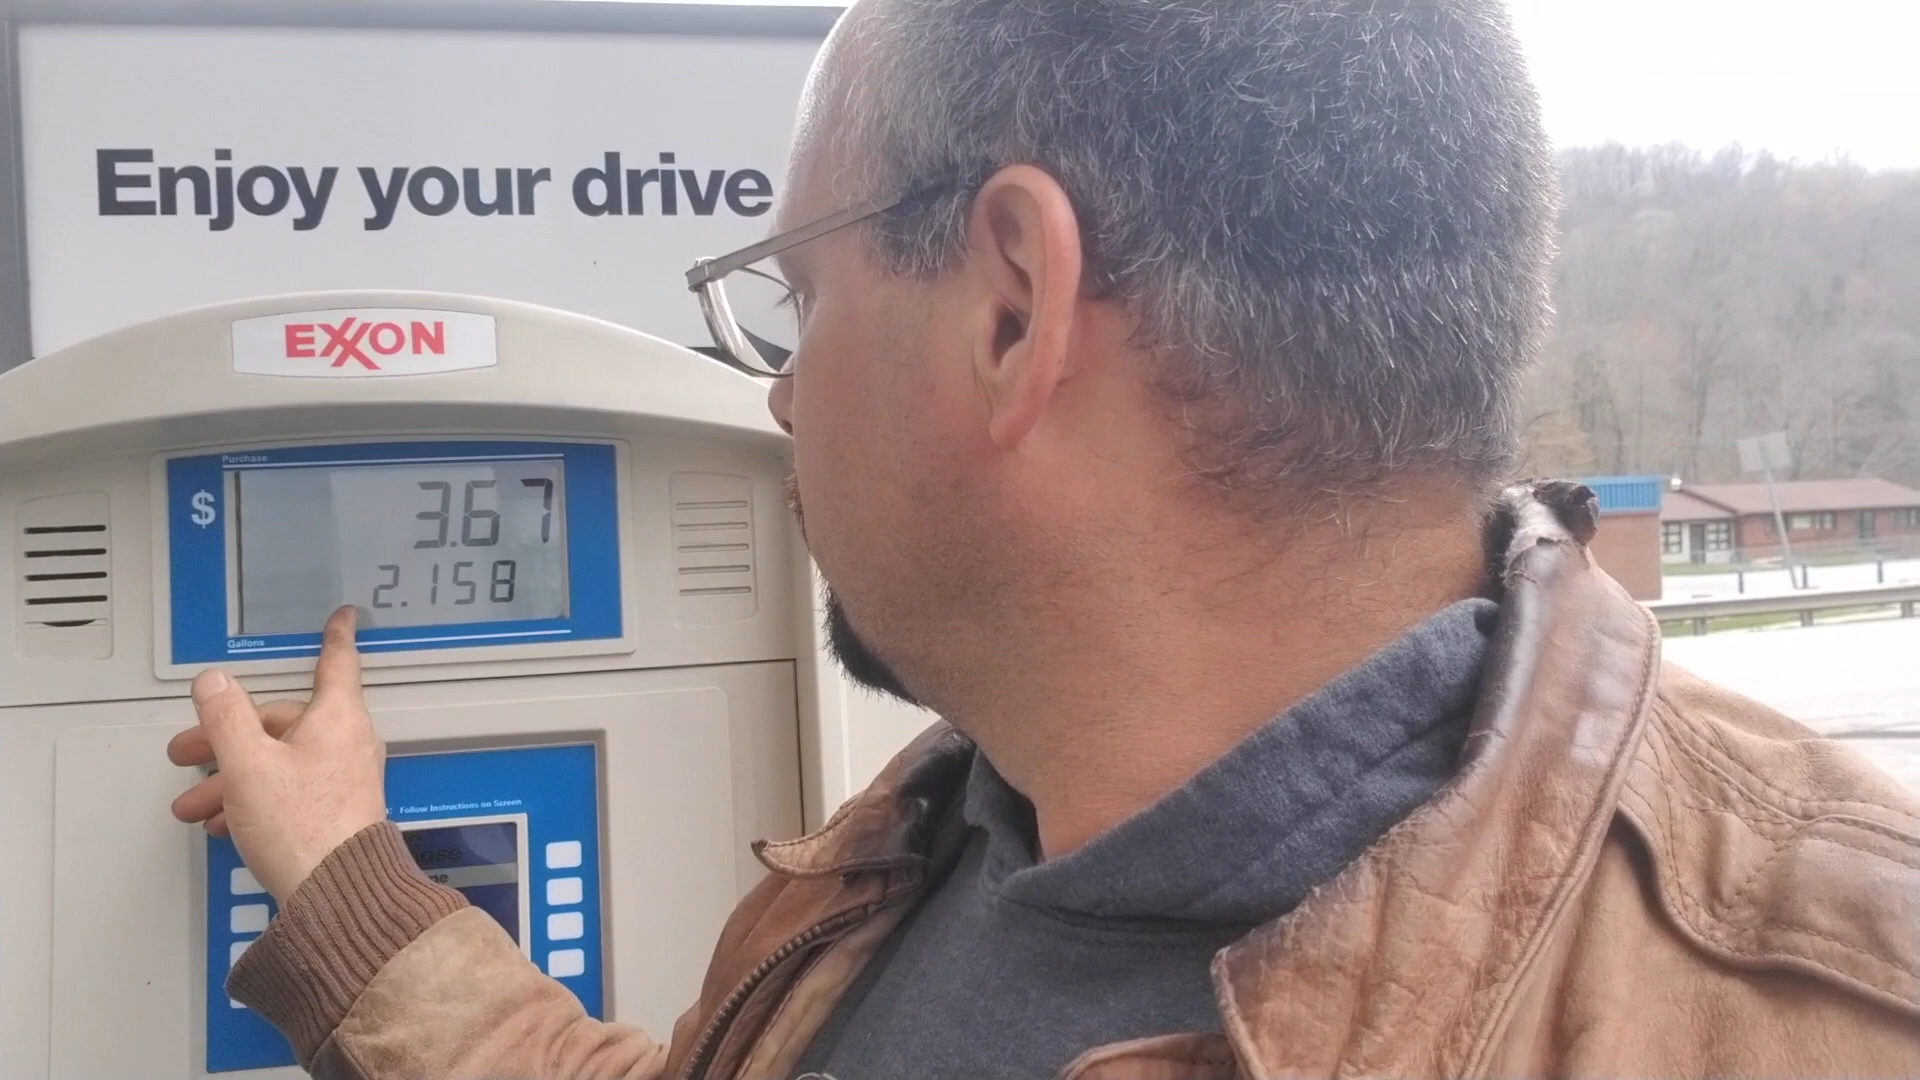 Enjoy your drive
EXXON
Purchase
$
3.67
2.158
Gallons
Follow Instructions on Screen